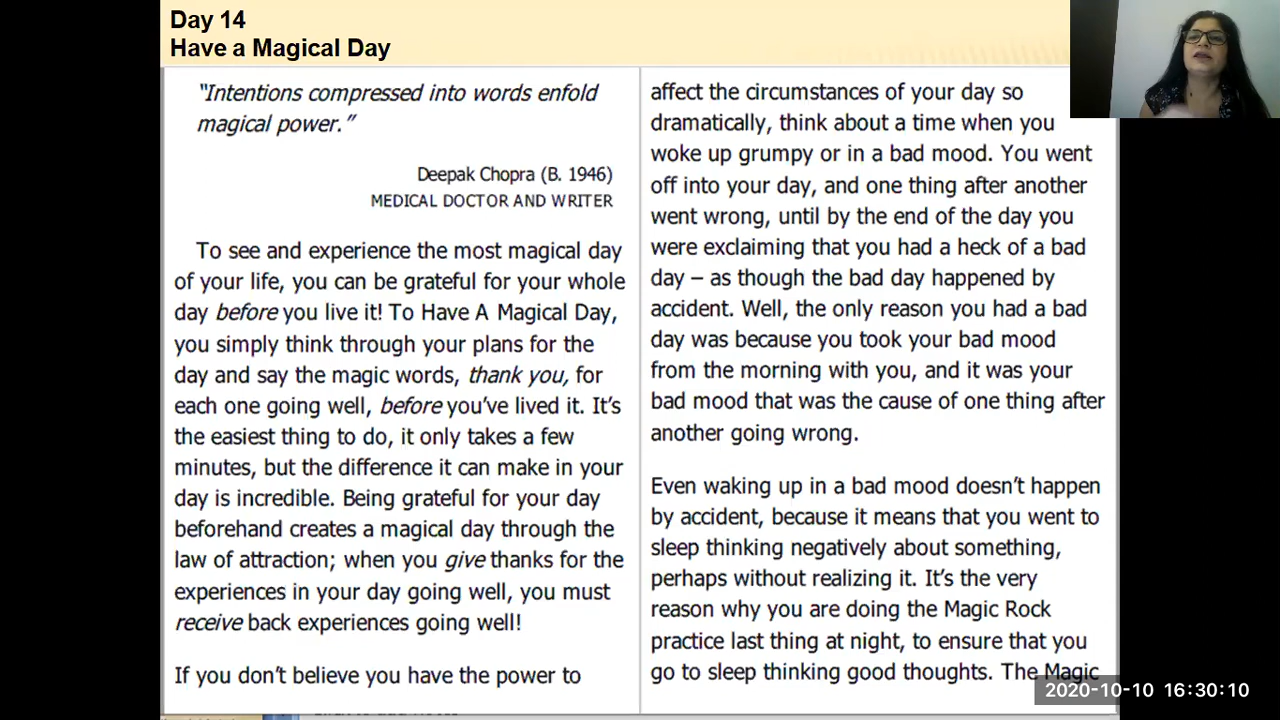 Day 14
Have a Magical Day
“Intentions compressed into words enfold
magical power.”
Deepak Chopra (B. 1946)
MEDICAL DOCTOR AND WRITER
To see and experience the most magical day
of your life, you can be grateful for your whole
day before you live it! To Have A Magical Day,
you simply think through your plans for the
day and say the magic words, thank you, for
each one going well, before you’ve lived it. It’s
the easiest thing to do, it only takes a few
minutes, but the difference it can make in your
day is incredible. Being grateful for your day
beforehand creates a magical day through the
law of attraction; when you give thanks for the
experiences in your day going well, you must
receive back experiences going well!
If you don’t believe you have the power to
affect the circumstances of your day so
dramatically, think about a time when you
woke up grumpy or in a bad mood. You went
off into your day, and one thing after another
went wrong, until by the end of the day you
were exclaiming that you had a heck of a bad
day – as though the bad day happened by
accident. Well, the only reason you had a bad
day was because you took your bad mood
from the morning with you, and it was your
bad mood that was the cause of one thing after
another going wrong.
Even waking up in a bad mood doesn’t happen
by accident, because it means that you went to
sleep thinking negatively about something,
perhaps without realizing it. It’s the very
reason why you are doing the Magic Rock
practice last thing at night, to ensure that you
go to sleep thinking good thoughts. The Magic
2020-10-10 16:30:10